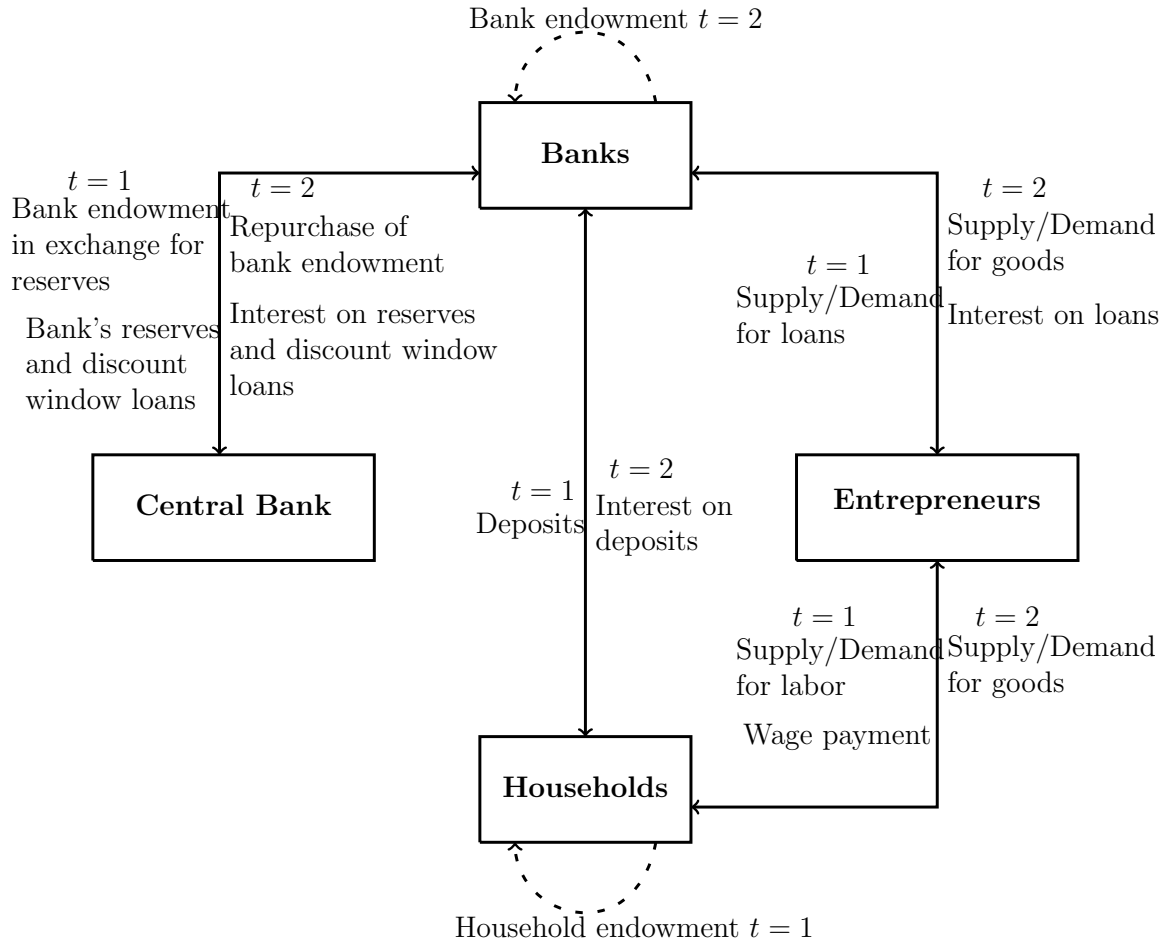 Bank endowment t = 2
Banks
t = 1
Bank endowment
in exchange for
reserves
Bank's reserves
and discount
window loans
t = 2
Repurchase of
bank endowment
Interest on reserves
and discount window
loans
t = 1
Supply/Demand
for loans
t = 2
Supply/Demand
for goods
Interest on loans
Central Bank
t = 1
Deposits
t = 2
Interest on
deposits
Entrepreneurs
t = 1
Supply/Demand
for labor
Wage payment
t = 2
Supply/Demand
for goods
Households
Household endowment t = 1